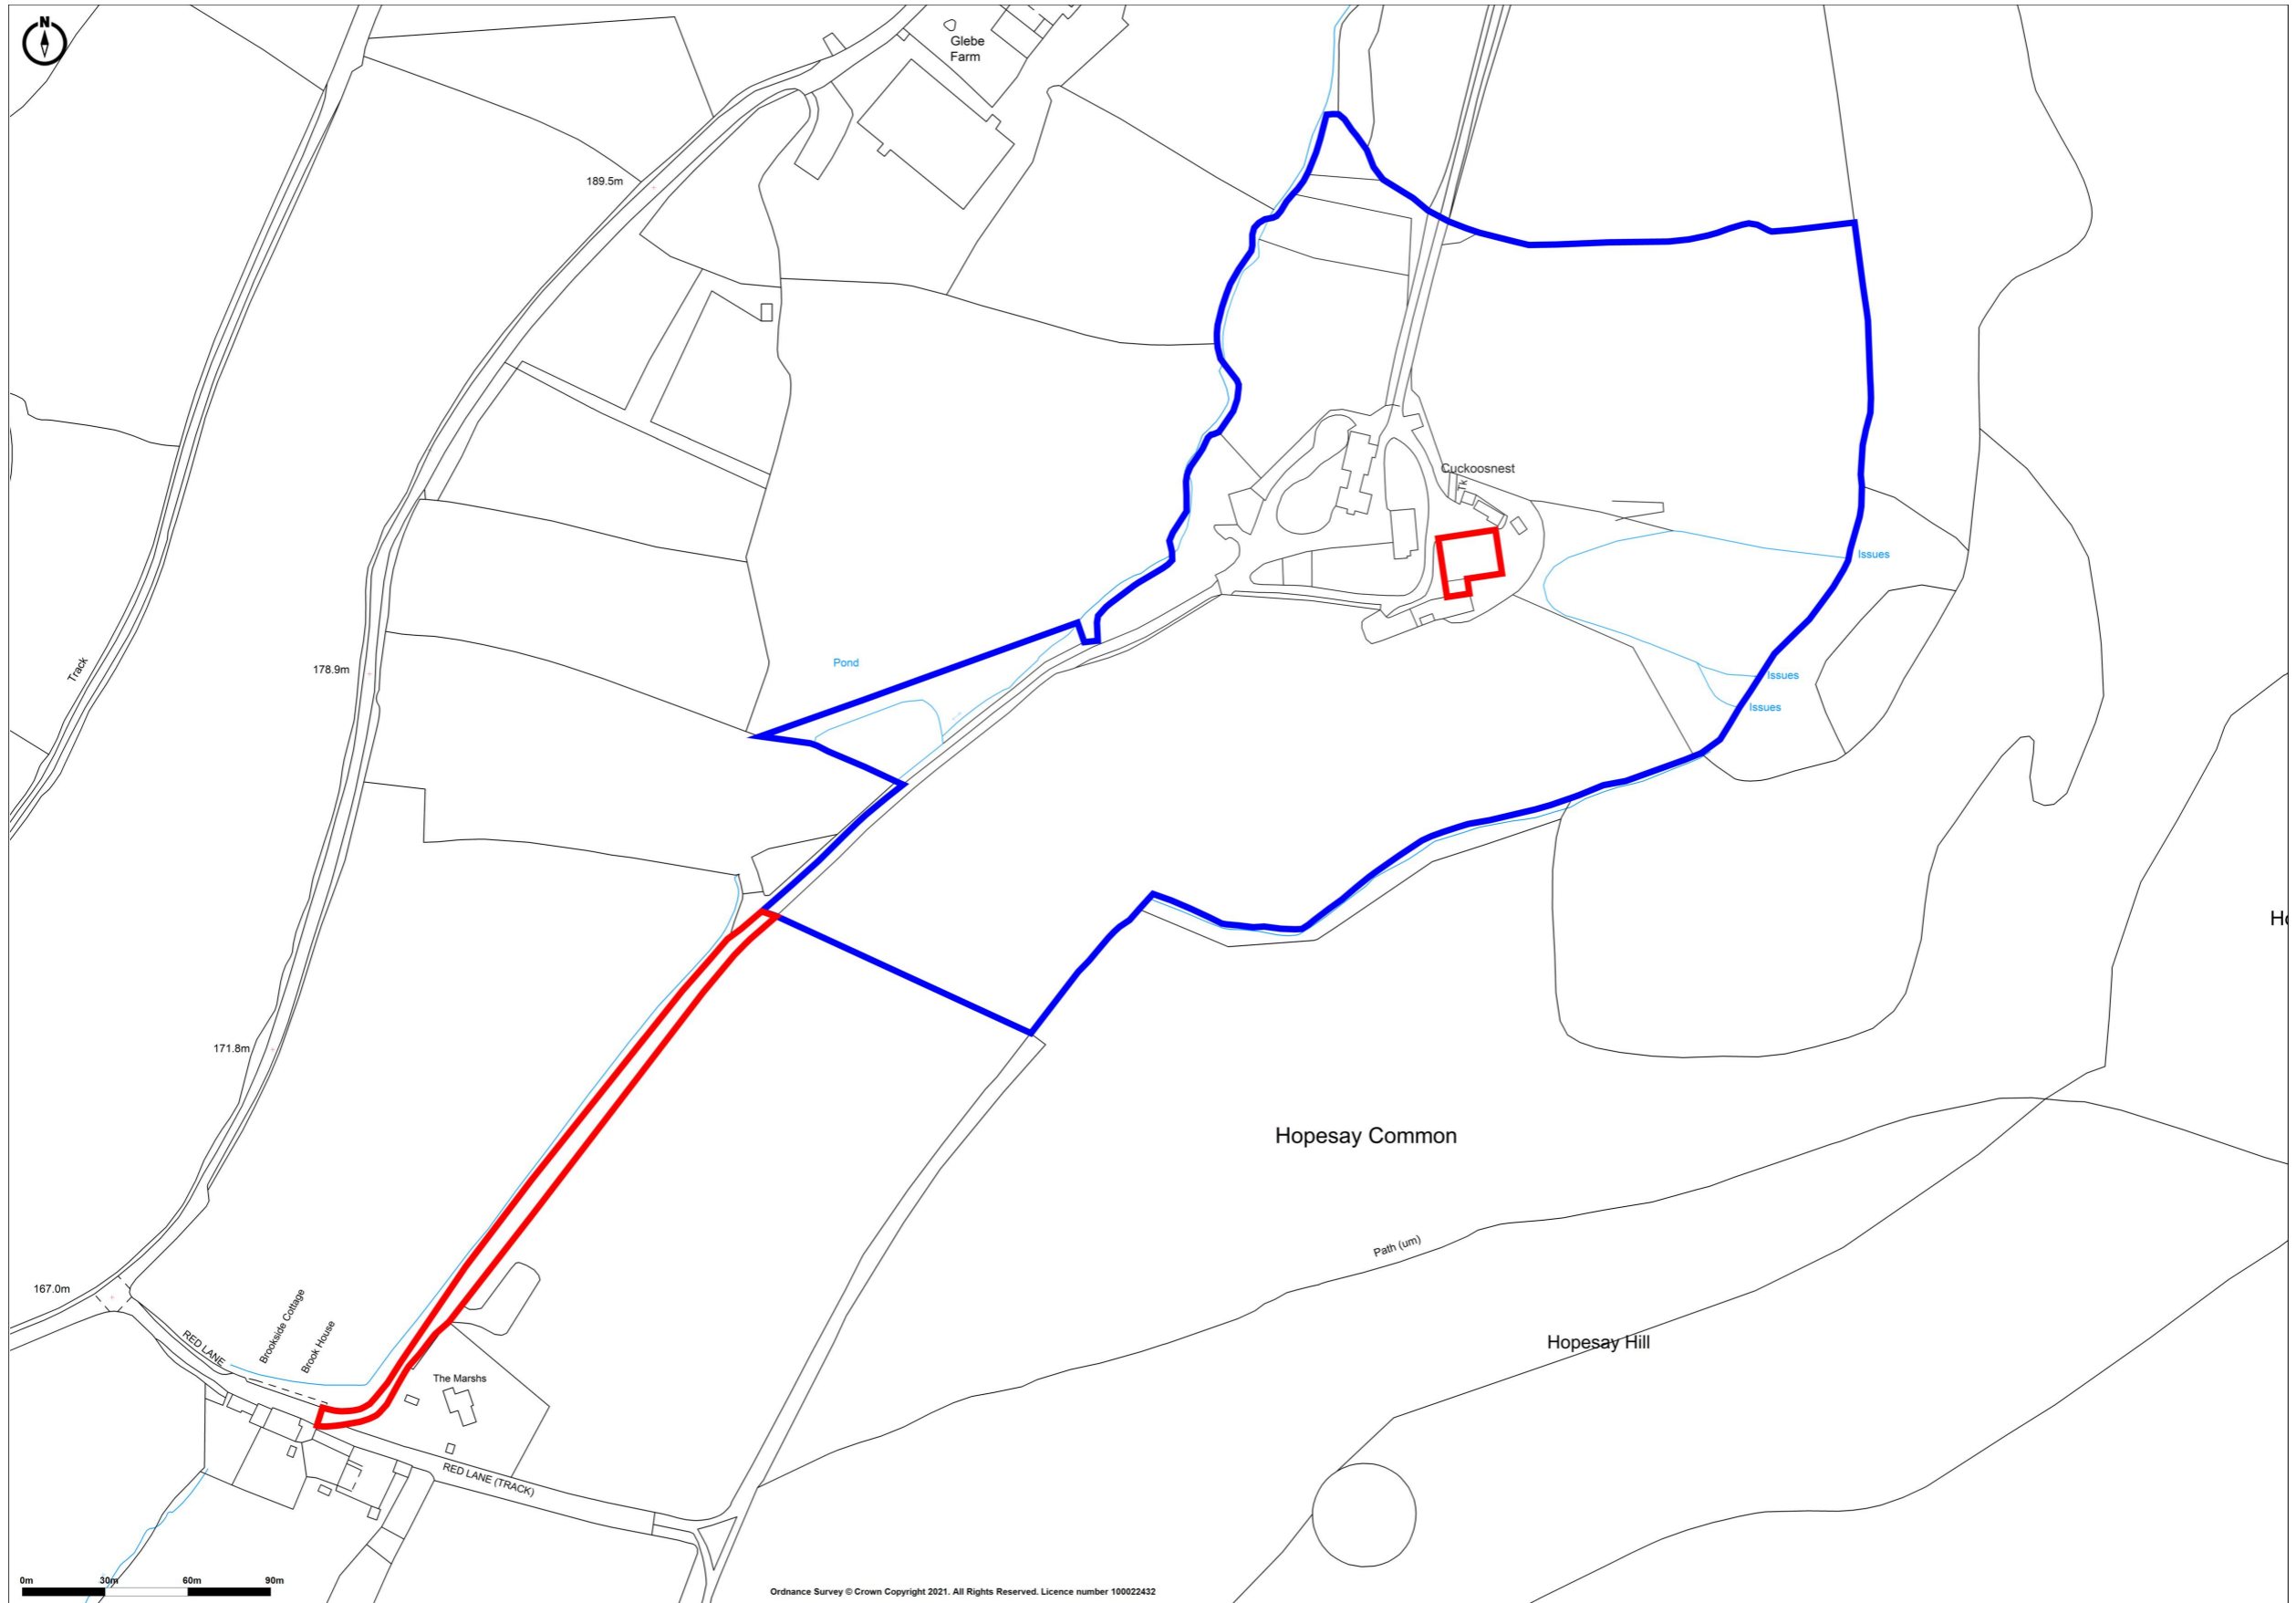 N
Glebe
Farm
189.5m
Cuckoosnest
Tk
Issues
Track
178.9m
Pond
Issues
Issues
Ho
171.8m
Hopesay Common
Path (um)
167.0m
Brookside Cottage
Brook House
RED LANE
Hopesay Hill
The Marshs
RED LANE (TRACK)
0m 30m 60m 90m
Ordnance Survey © Crown Copyright 2021. All Rights Reserved. Licence number 100022432